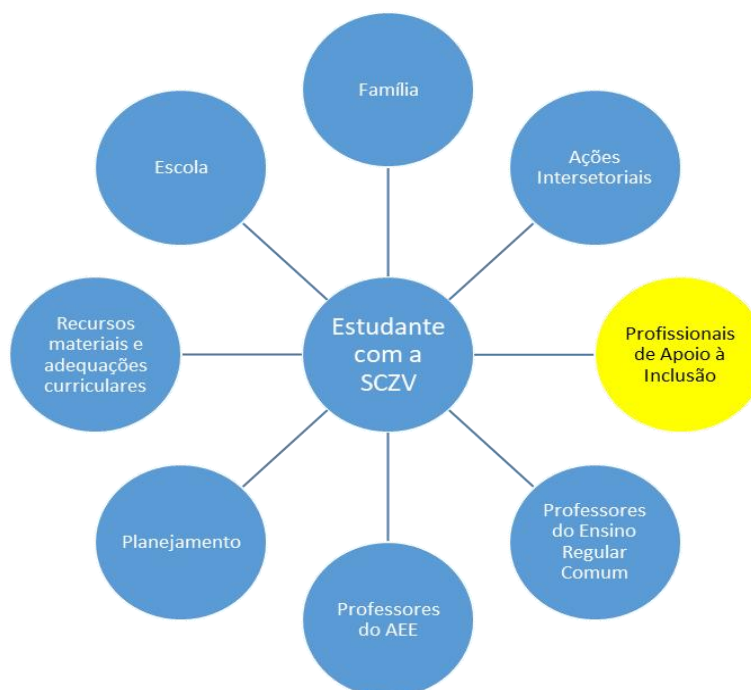 Família
Ações
Intersetoriais
Escola
Profissionais
de Apoio à
Inclusão
Estudante
com a
SCZV
Recursos
materiais e
adequações
curriculares
Professores
do Ensino
Regular
Comum
Planejamento
Professores
do AEE